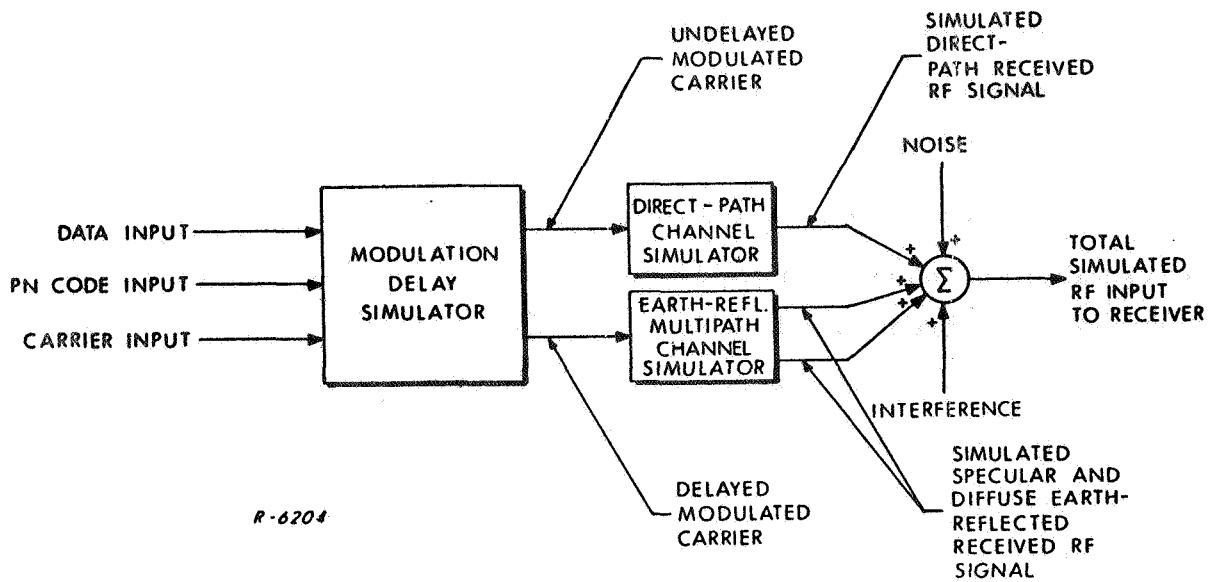 UNDELAYED
MODULATED
CARRIER
SIMULATED
DIRECT-
PATH RECEIVED
RF SIGNAL
NOISE
DATA INPUT
PN CODE INPUT
CARRIER INPUT
MODULATION
DELAY
SIMULATOR
DIRECT-PATH
CHANNEL
SIMULATOR
EARTH-REFL.
MULTIPATH
CHANNEL
SIMULATOR
+
+
+
+
+
Σ
TOTAL
SIMULATED
RF INPUT
TO RECEIVER
INTERFERENCE
DELAYED
MODULATED
CARRIER
SIMULATED
SPECULAR AND
DIFFUSE EARTH-
REFLECTED
RECEIVED RF
SIGNAL
R-6204